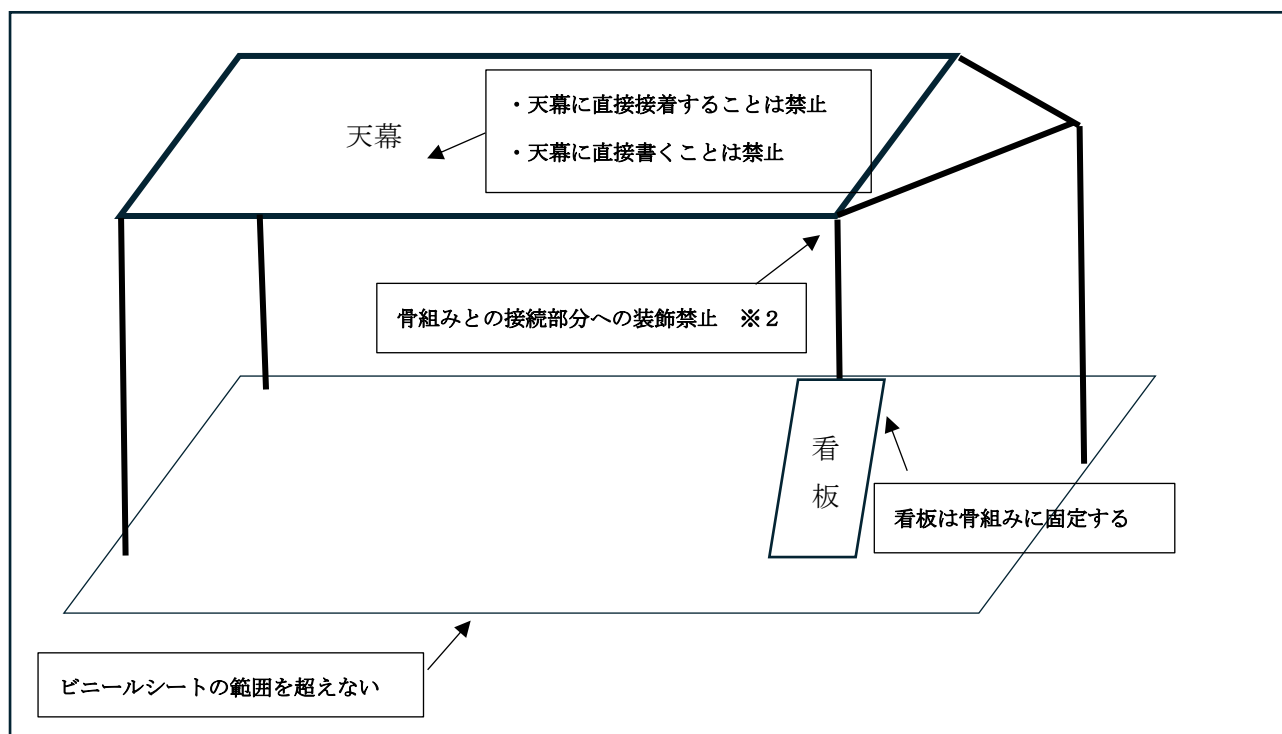 ・天幕に直接接着することは禁止
天幕
・天幕に直接書くことは禁止
骨組みとの接続部分への装飾禁止　※２
看
板
看板は骨組みに固定する
ビニールシートの範囲を超えない